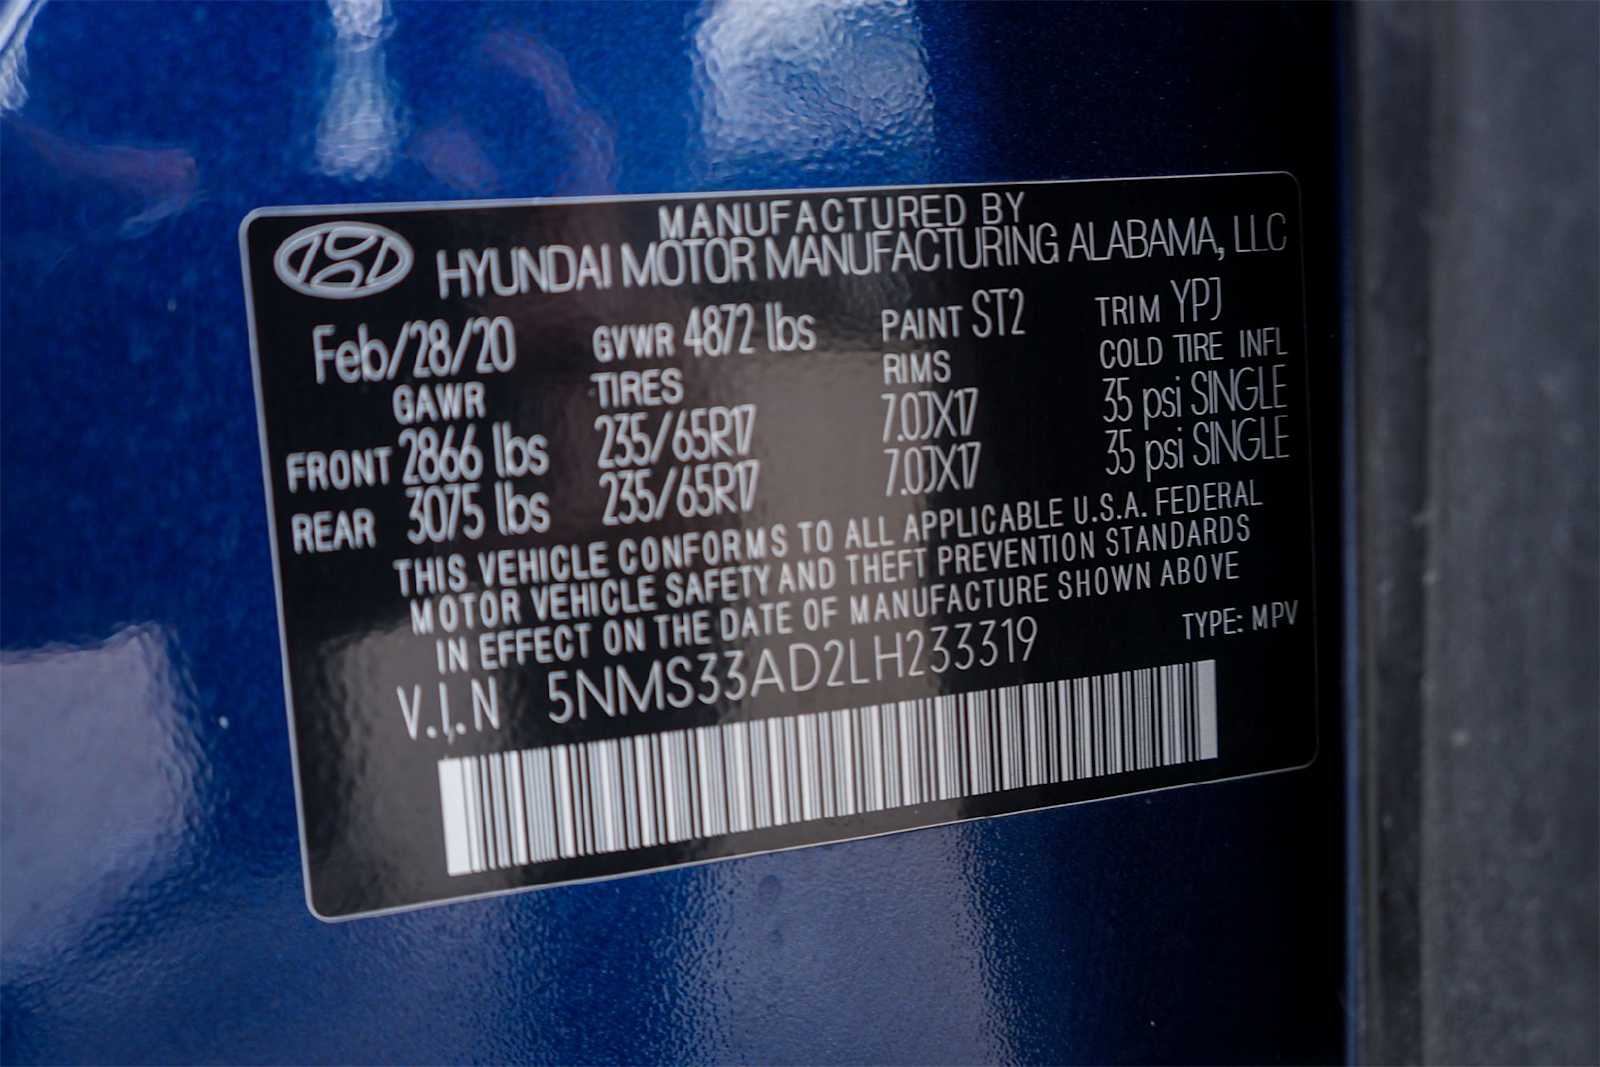 MANUFACTURED BY
HYUNDAI MOTOR MANUFACTURING ALABAMA, LLC
Feb/28/20 GVWR 4872 lbs PAINT ST2 TRIM YPJ
GAWR TIRES RIMS COLD TIRE INFL
FRONT 2866 lbs 235/65R17 7.0JX17 35 psi SINGLE
REAR 3075 lbs 235/65R17 7.0JX17 35 psi SINGLE
THIS VEHICLE CONFORMS TO ALL APPLICABLE U.S.A. FEDERAL
MOTOR VEHICLE SAFETY AND THEFT PREVENTION STANDARDS
IN EFFECT ON THE DATE OF MANUFACTURE SHOWN ABOVE
V.I.N 5NMS33AD2LH233319 TYPE: MPV